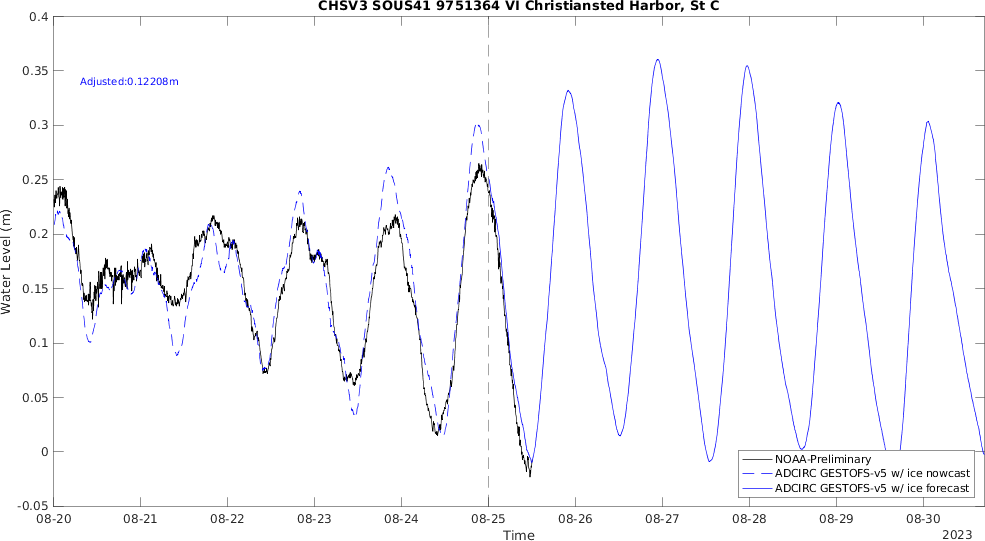 CHSV3 SOUS41 9751364 VI Christiansted Harbor, St C
0.4
0.35
Adjusted:0.12208m
0.3
0.25
0.2
Water Level (m)
0.15
0.1
0.05
0
NOAA-Preliminary
ADCIRC GESTOFS-v5 w/ ice nowcast
ADCIRC GESTOFS-v5 w/ ice forecast
-0.05
08-20 08-21 08-22 08-23 08-24 08-25 08-26 08-27 08-28 08-29 08-30
Time
2023